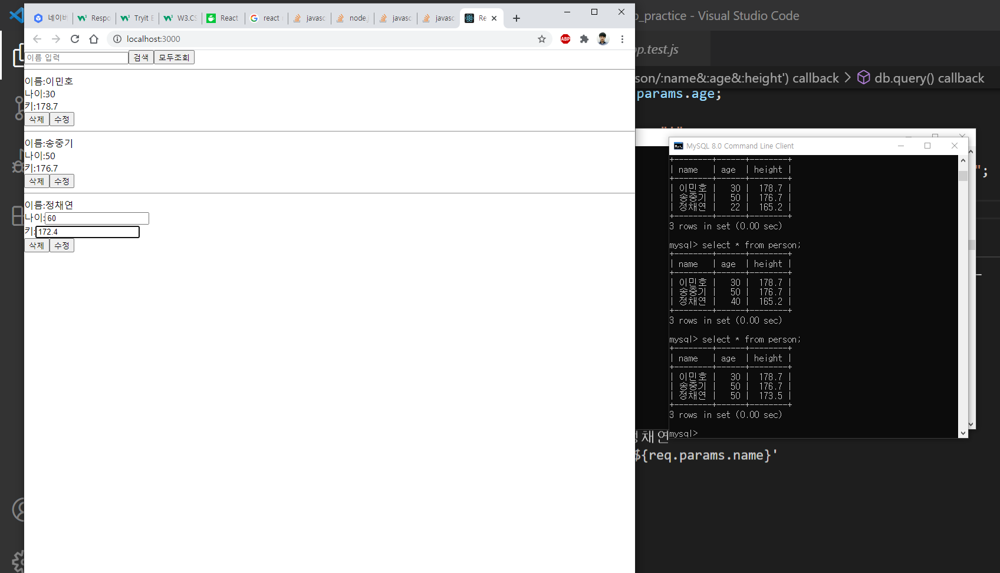 네이버
Respo
Tryit E
W3.CS
React
react
javasc
node.j
javasc
javasc
Re
localhost:3000
ABP
이름 입력
검색
모두조회
이름:이민호
나이:30
키:178.7
삭제
수정
이름:송중기
나이:50
키:176.7
삭제
수정
이름:정채연
나이:60
키:172.4
삭제
수정
_practice - Visual Studio Code
p.test.js
son/:name&:age&:height') callback > db.query() callback
params.age;
";
MySQL 8.0 Command Line Client
+--------+------+--------+
| name   | age  | height |
+--------+------+--------+
| 이민호 |   30 |  178.7 |
| 송중기 |   50 |  176.7 |
| 정채연 |   22 |  165.2 |
+--------+------+--------+
3 rows in set (0.00 sec)
mysql> select * from person;
+--------+------+--------+
| name   | age  | height |
+--------+------+--------+
| 이민호 |   30 |  178.7 |
| 송중기 |   50 |  176.7 |
| 정채연 |   40 |  165.2 |
+--------+------+--------+
3 rows in set (0.00 sec)
mysql> select * from person;
+--------+------+--------+
| name   | age  | height |
+--------+------+--------+
| 이민호 |   30 |  178.7 |
| 송중기 |   50 |  176.7 |
| 정채연 |   50 |  173.5 |
+--------+------+--------+
3 rows in set (0.00 sec)
mysql>
채연
${req.params.name}'